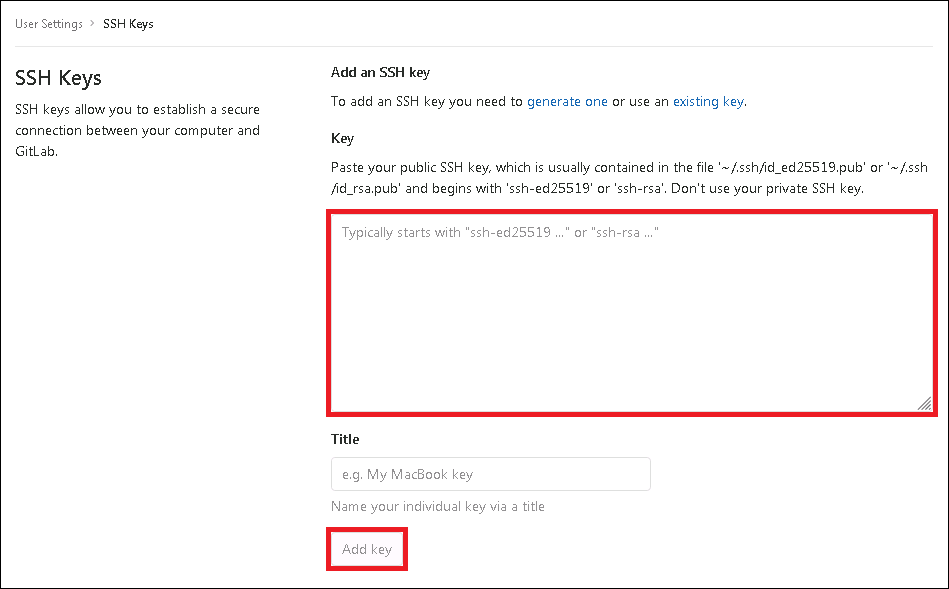 User Settings > SSH Keys
SSH Keys
SSH keys allow you to establish a secure
connection between your computer and
GitLab.
Add an SSH key
To add an SSH key you need to generate one or use an existing key.
Key
Paste your public SSH key, which is usually contained in the file '~/.ssh/id_ed25519.pub' or '~/.ssh
/id_rsa.pub' and begins with 'ssh-ed25519' or 'ssh-rsa'. Don't use your private SSH key.
Typically starts with "ssh-ed25519 ..." or "ssh-rsa ..."
Title
e.g. My MacBook key
Name your individual key via a title
Add key